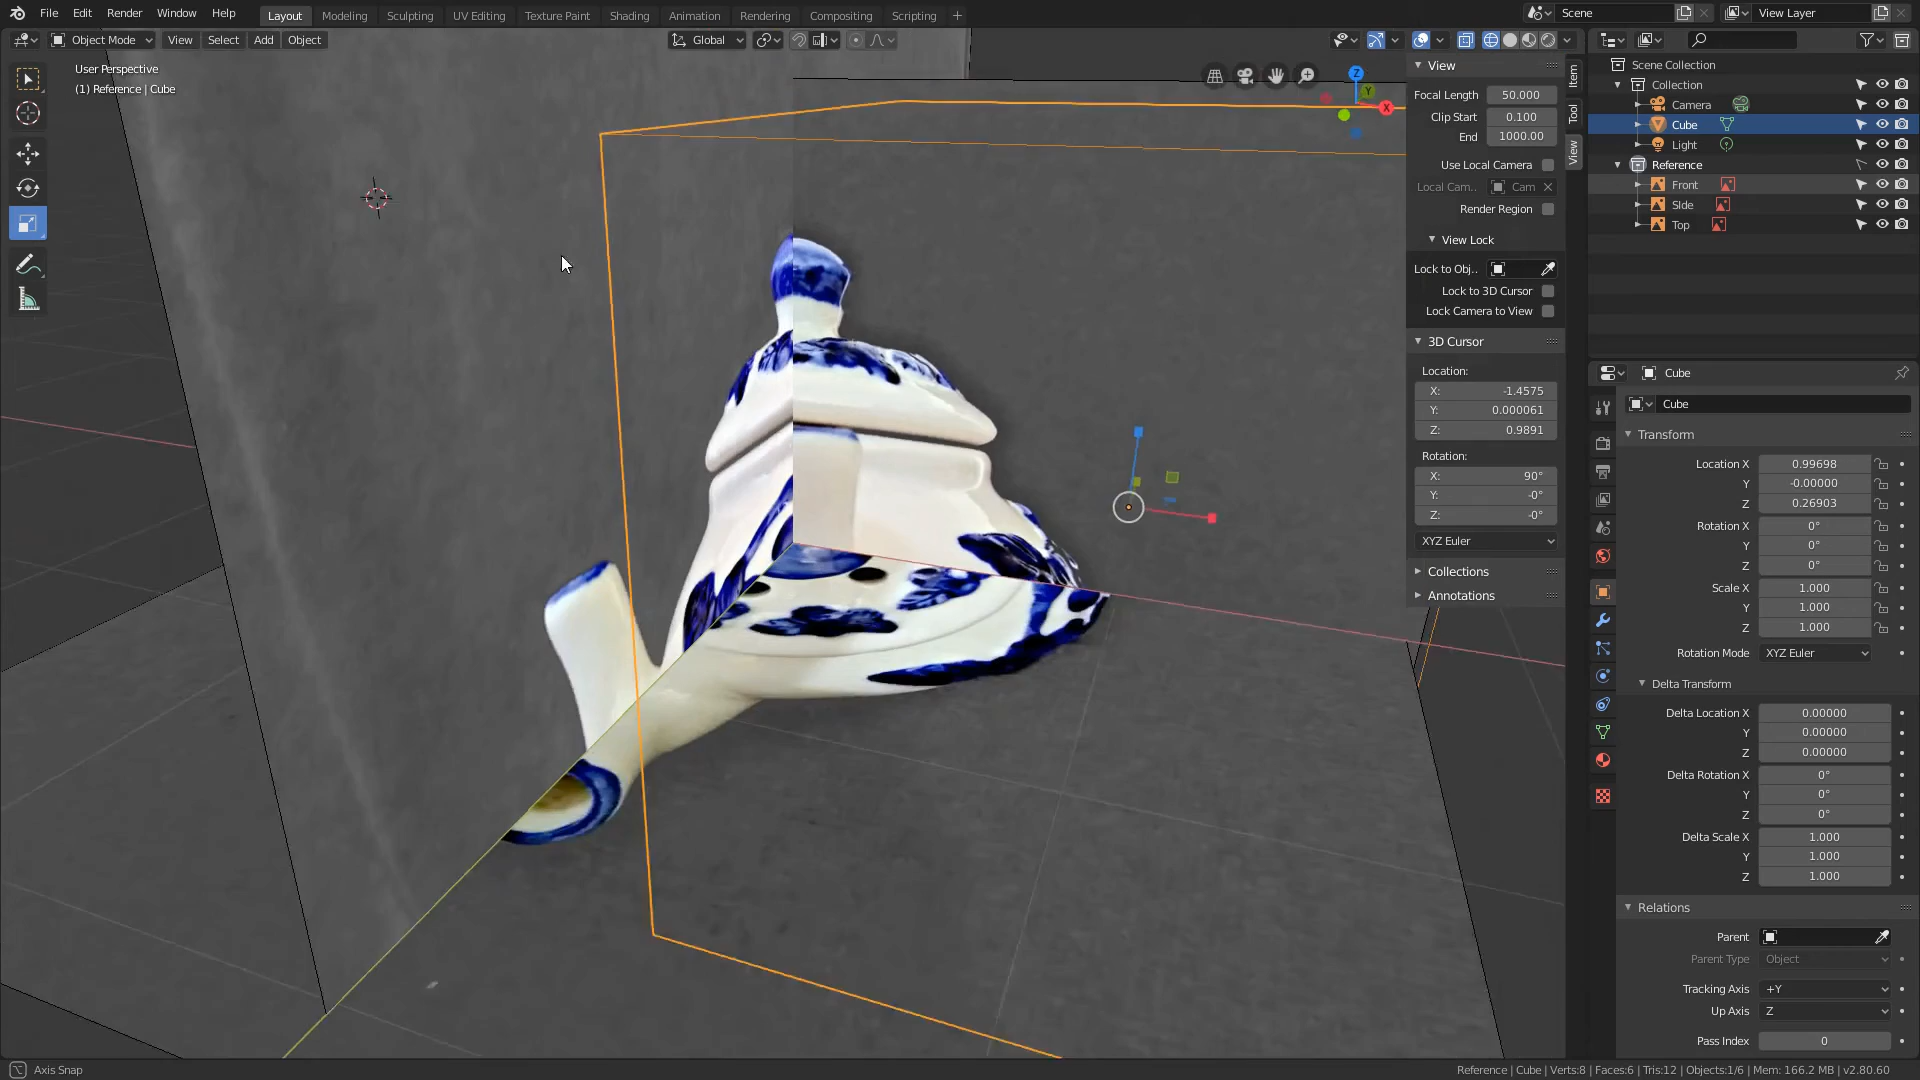 File Edit Render Window Help Layout Modeling Sculpting UV Editing Texture Paint Shading Animation Rendering Compositing Scripting + Scene View Layer
Object Mode View Select Add Object Global
User Perspective
(1) Reference | Cube
Z
Y
X
View
Focal Length 50.000
Clip Start 0.100
End 1000.00
Use Local Camera
Local Cam.. Cam
Render Region
View Lock
Lock to Obj..
Lock to 3D Cursor
Lock Camera to View
3D Cursor
Location:
X: -1.4575
Y: 0.000061
Z: 0.9891
Rotation:
X: 90°
Y: -0°
Z: -0°
XYZ Euler
Collections
Annotations
Item
Tool
View
Scene Collection
Collection
Camera
Cube
Light
Reference
Front
SIde
Top
Cube
Cube
Transform
Location X 0.99698
Y -0.00000
Z 0.26903
Rotation X 0°
Y 0°
Z 0°
Scale X 1.000
Y 1.000
Z 1.000
Rotation Mode XYZ Euler
Delta Transform
Delta Location X 0.00000
Y 0.00000
Z 0.00000
Delta Rotation X 0°
Y 0°
Z 0°
Delta Scale X 1.000
Y 1.000
Z 1.000
Relations
Parent
Parent Type Object
Tracking Axis +Y
Up Axis Z
Pass Index 0
Axis Snap
Reference | Cube | Verts:8 | Faces:6 | Tris:12 | Objects:1/6 | Mem: 166.2 MB | v2.80.60